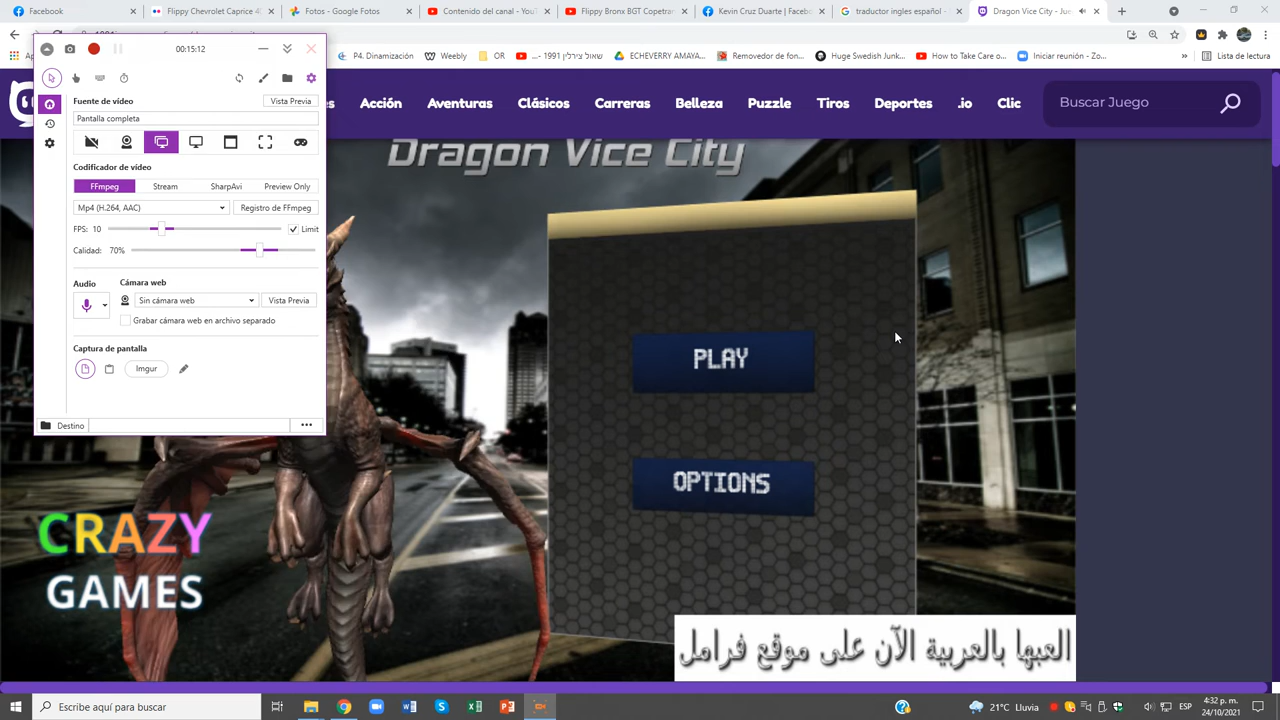 Facebook
Flippy Chevrolet Caprice 4
Fotos - Google Fotos
Contenido del canal - YouT
Flippy Bronx BGT Copetran
Kevin Cruz Duarte | Facebo
traductor ingles español -
Dragon Vice City - Jue
P4. Dinamización
Weebly
OR
1991 - שאול צירלין...
ECHEVERRY AMAYA...
Removedor de fon...
Huge Swedish Junk...
How to Take Care o
Iniciar reunión - Zo...
Lista de lectura
00:15:12
Fuente de vídeo
Vista Previa
Pantalla completa
Codificador de vídeo
FFmpeg
Stream
SharpAvi
Preview Only
Mp4 (H.264, AAC)
Registro de FFmpeg
FPS: 10
Limit
Calidad: 70%
Audio
Cámara web
Sin cámara web
Vista Previa
Grabar cámara web en archivo separado
Captura de pantalla
Imgur
Destino
es
Acción
Aventuras
Clásicos
Carreras
Belleza
Puzzle
Tiros
Deportes
.io
Clic
Buscar Juego
Dragon Vice City
PLAY
OPTIONS
CRAZY
GAMES
العبها بالعربية الآن على موقع فرامل
Escribe aquí para buscar
21°C Lluvia
ESP
4:32 p. m.
24/10/2021